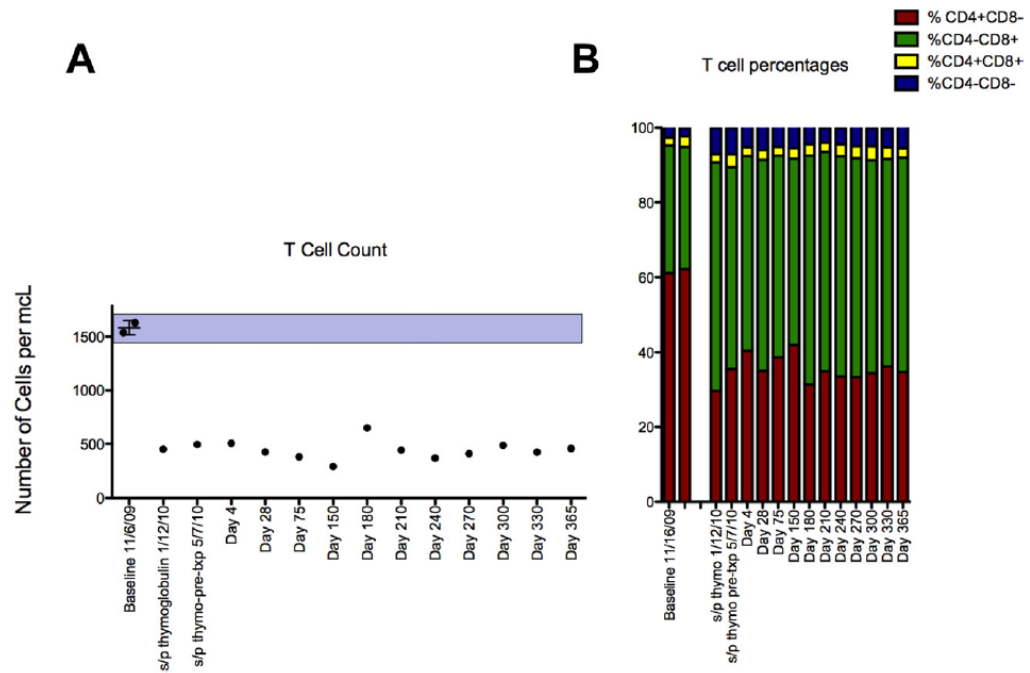 A
T Cell Count
Number of Cells per mcL
1500
1000
500
0
Baseline 11/6/09
s/p thymoglobulin 1/12/10
s/p thymo-pre-txp 5/7/10
Day 4
Day 28
Day 75
Day 150
Day 180
Day 210
Day 240
Day 270
Day 300
Day 330
Day 365
B
T cell percentages
% CD4+CD8-
%CD4-CD8+
%CD4+CD8+
%CD4-CD8-
100
80
60
40
20
0
Baseline 11/16/09
s/p thymo 1/12/10
s/p thymo pre-txp 5/7/10
Day 4
Day 28
Day 75
Day 150
Day 180
Day 210
Day 240
Day 270
Day 300
Day 330
Day 365